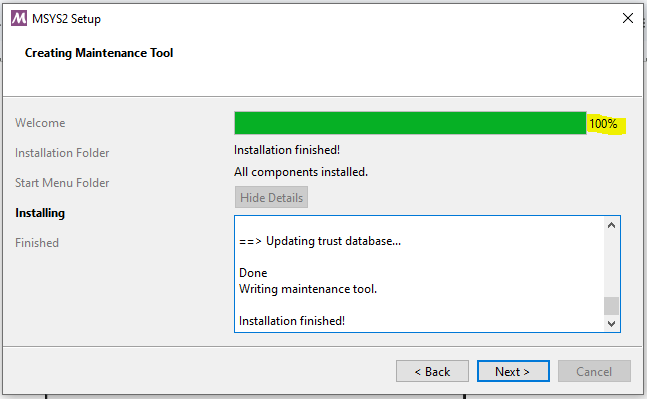 MSYS2 Setup
Creating Maintenance Tool
Welcome
Installation Folder
Start Menu Folder
Installing
Finished
100%
Installation finished!
All components installed.
Hide Details
==> Updating trust database...
Done
Writing maintenance tool.
Installation finished!
< Back
Next >
Cancel